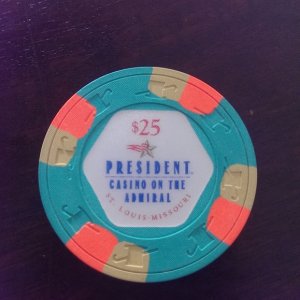 $25
PRESIDENT
CASINO ON THE
ADMIRAL
ST. LOUIS·MISSOURI